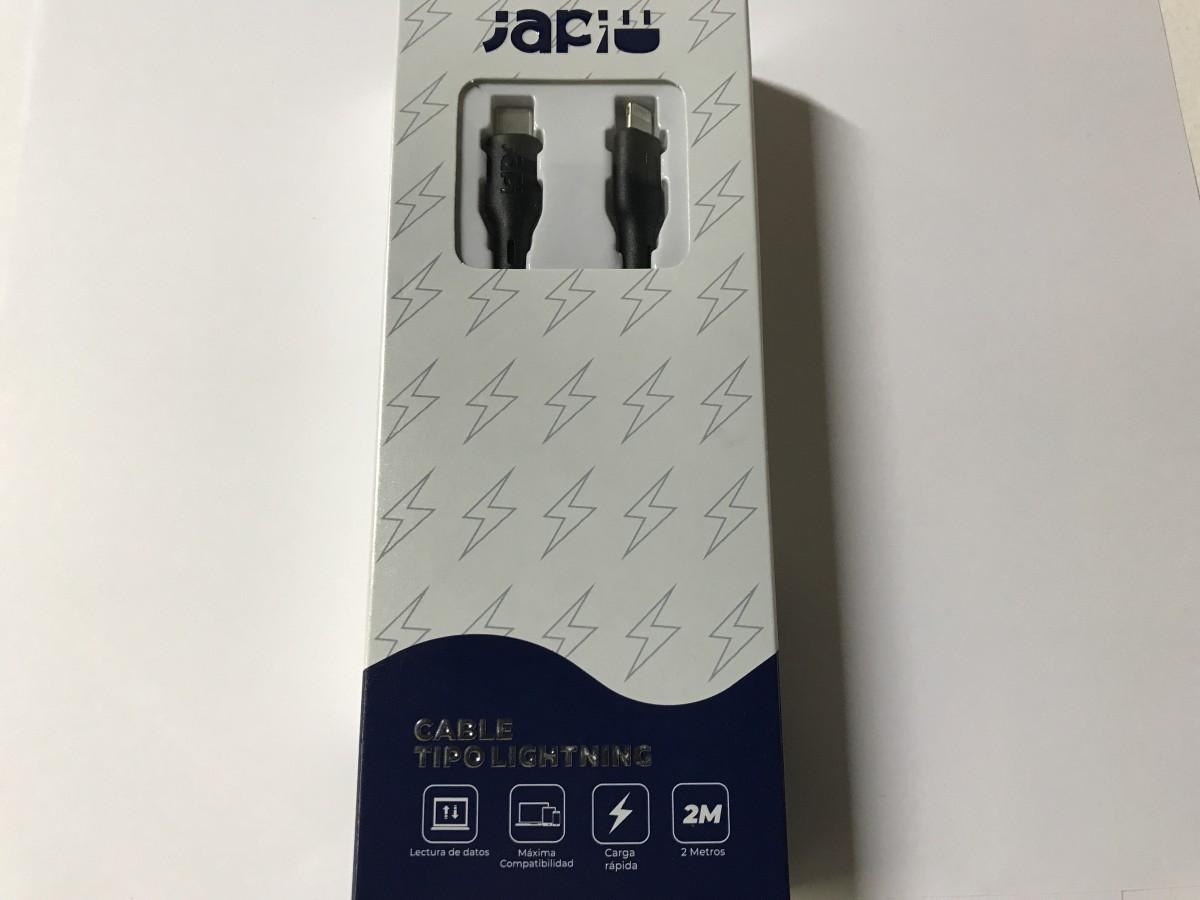 Japi
CABLE
TIPO LIGHTNING
2M
Lectura de datos
Máxima
Compatibilidad
Carga
rápida
2 Metros